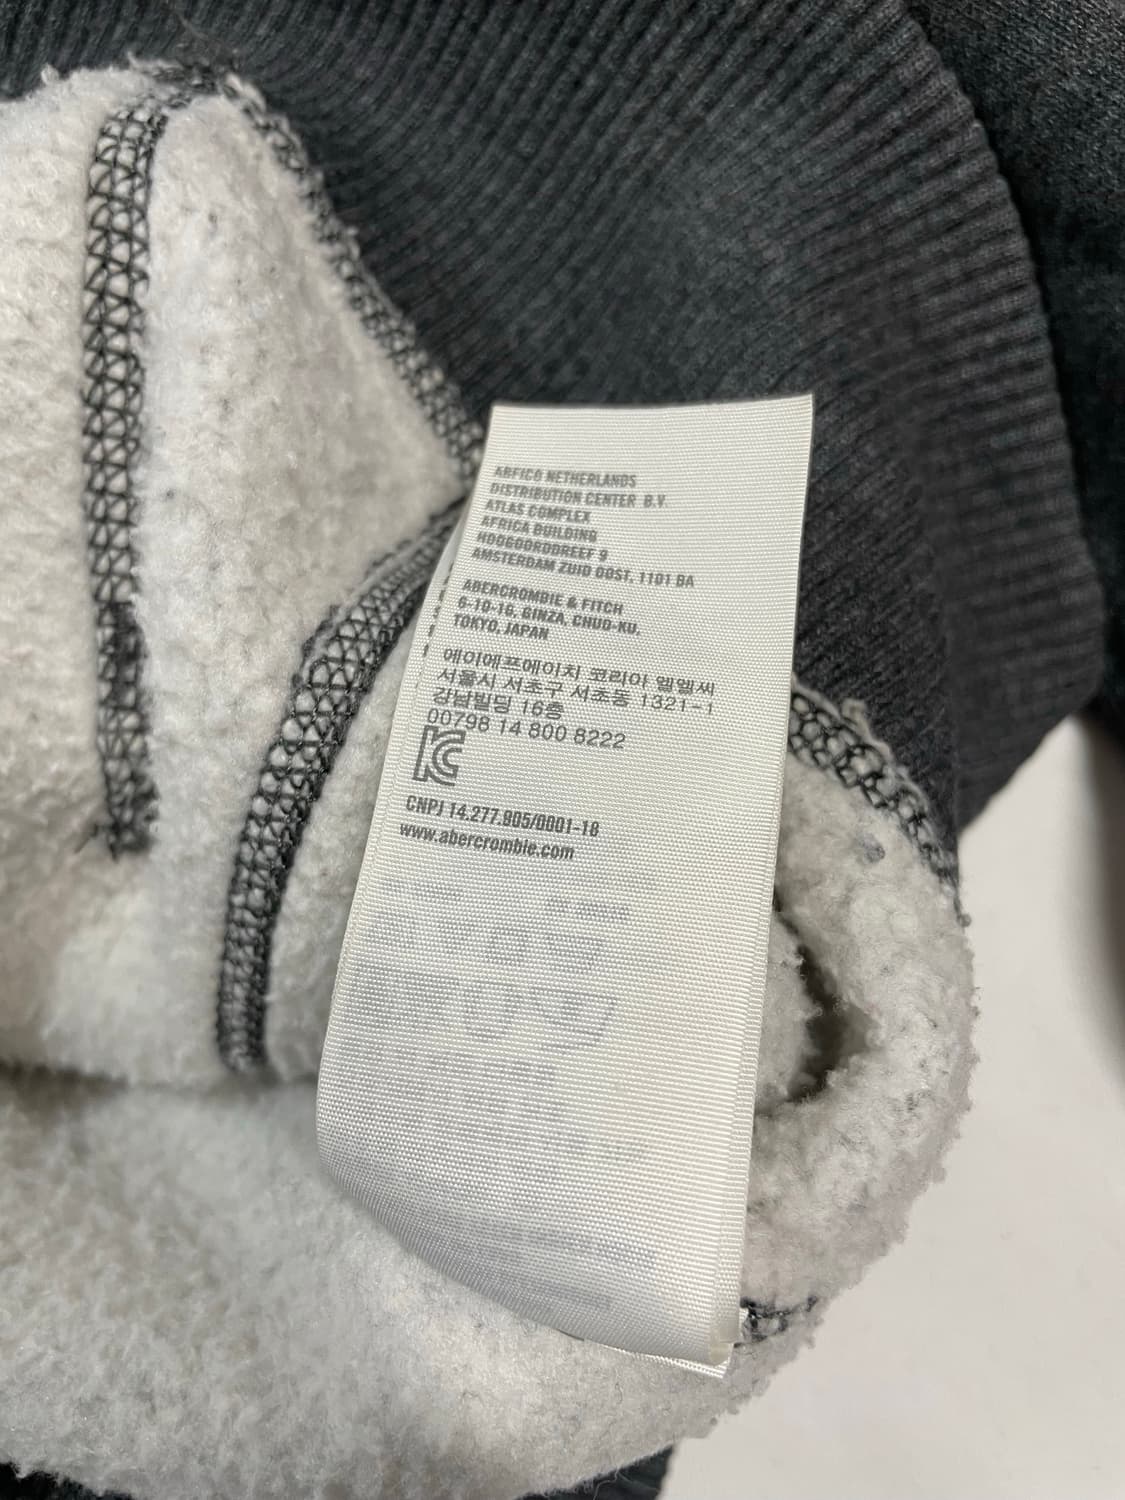 ABFICO NETHERLANDS
DISTRIBUTION CENTER B.V.
ATLAS COMPLEX
AFRICA BUILDING
HOOGOORDDREEF 9
AMSTERDAM ZUID OOST, 1101 BA
ABERCROMBIE & FITCH
6-10-16, GINZA, CHUO-KU,
TOKYO, JAPAN
에이에프에이치 코리아 엘엘씨
서울시 서초구 서초동 1321-1
강남빌딩 16층
00798 14 800 8222
KC
CNPJ 14.277.905/0001-18
www.abercrombie.com